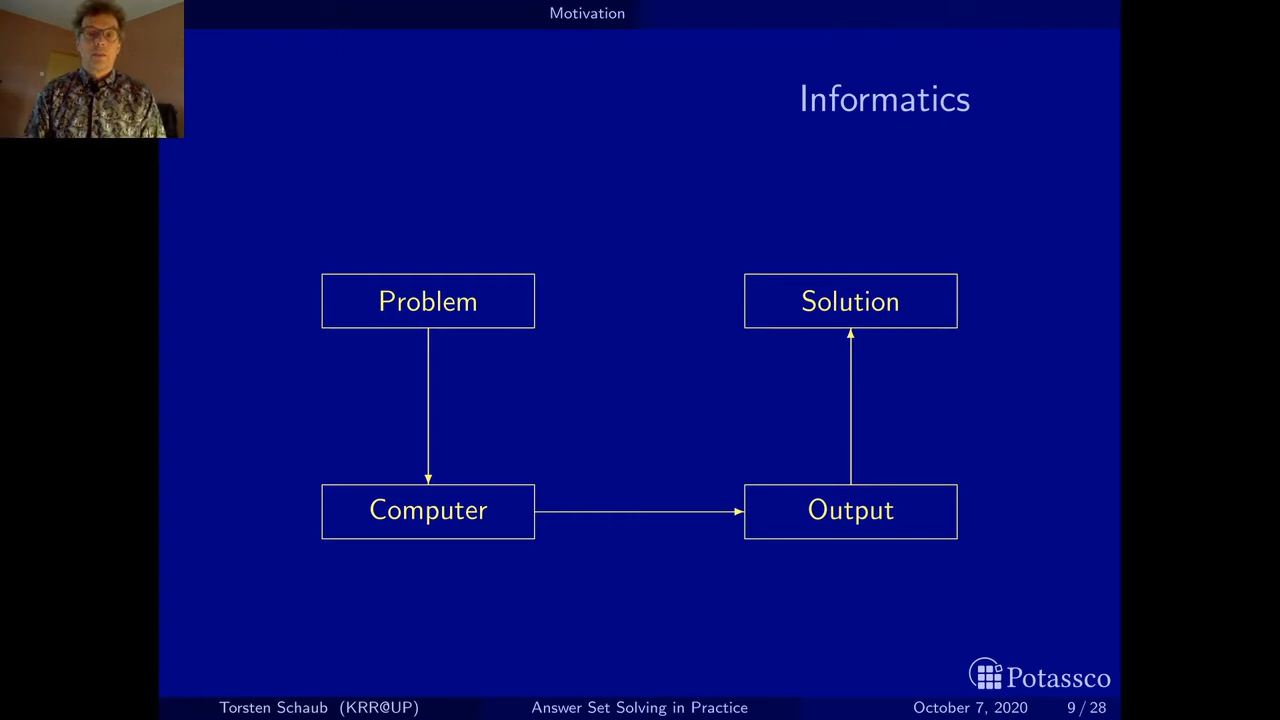 Motivation
Informatics
Problem
Solution
Computer
Output
Potassco
Torsten Schaub (KRR@UP)
Answer Set Solving in Practice
October 7, 2020
9 / 28